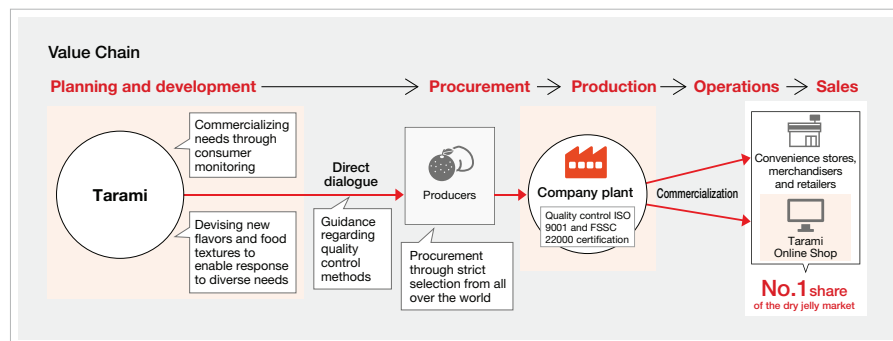 Value Chain
Planning and development
Procurement
Production
Operations
Sales
Commercializing
needs through
consumer
monitoring
Tarami
Devising new
flavors and food
textures to
enable response
to diverse needs
Direct
dialogue
Guidance
regarding
quality
control
methods
Producers
Procurement
through strict
selection from all
over the world
Company plant
Quality control ISO
9001 and FSSC
22000 certification
Commercialization
Convenience stores,
merchandisers
and retailers
Tarami
Online Shop
No.1 share
of the dry jelly market